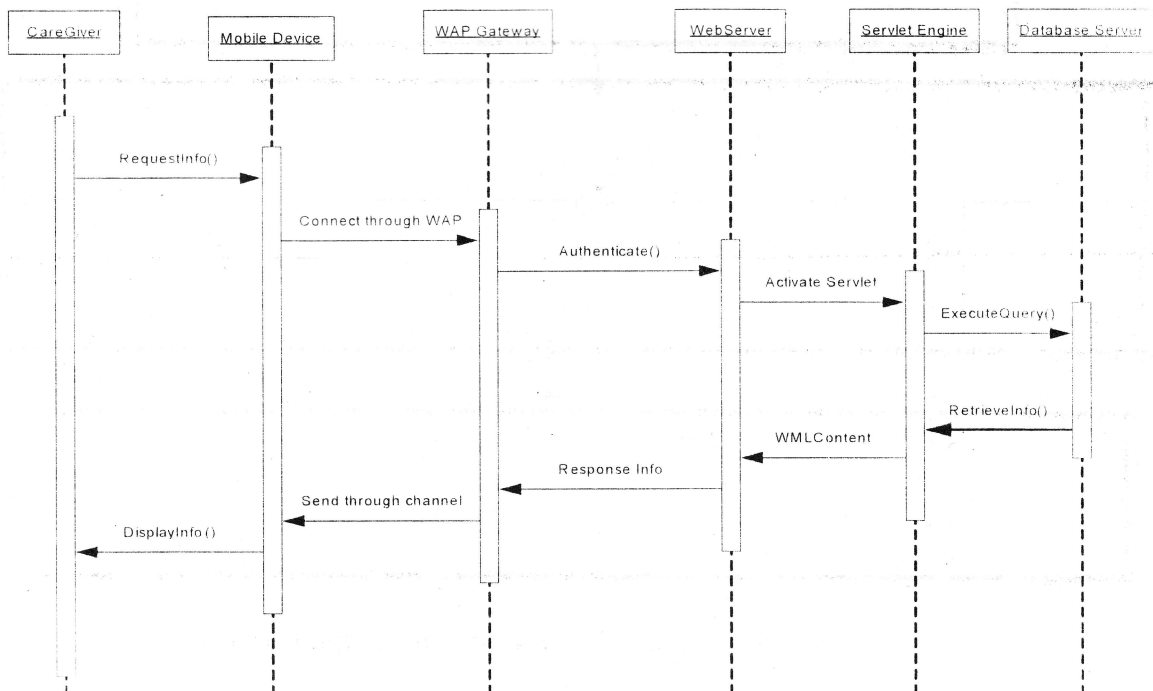 CareGiver
Mobile Device
WAP Gateway
WebServer
Servlet Engine
Database Server
RequestInfo()
Connect through WAP
Authenticate()
Activate Servlet
ExecuteQuery()
RetrieveInfo()
WMLContent
Response Info
Send through channel
DisplayInfo()